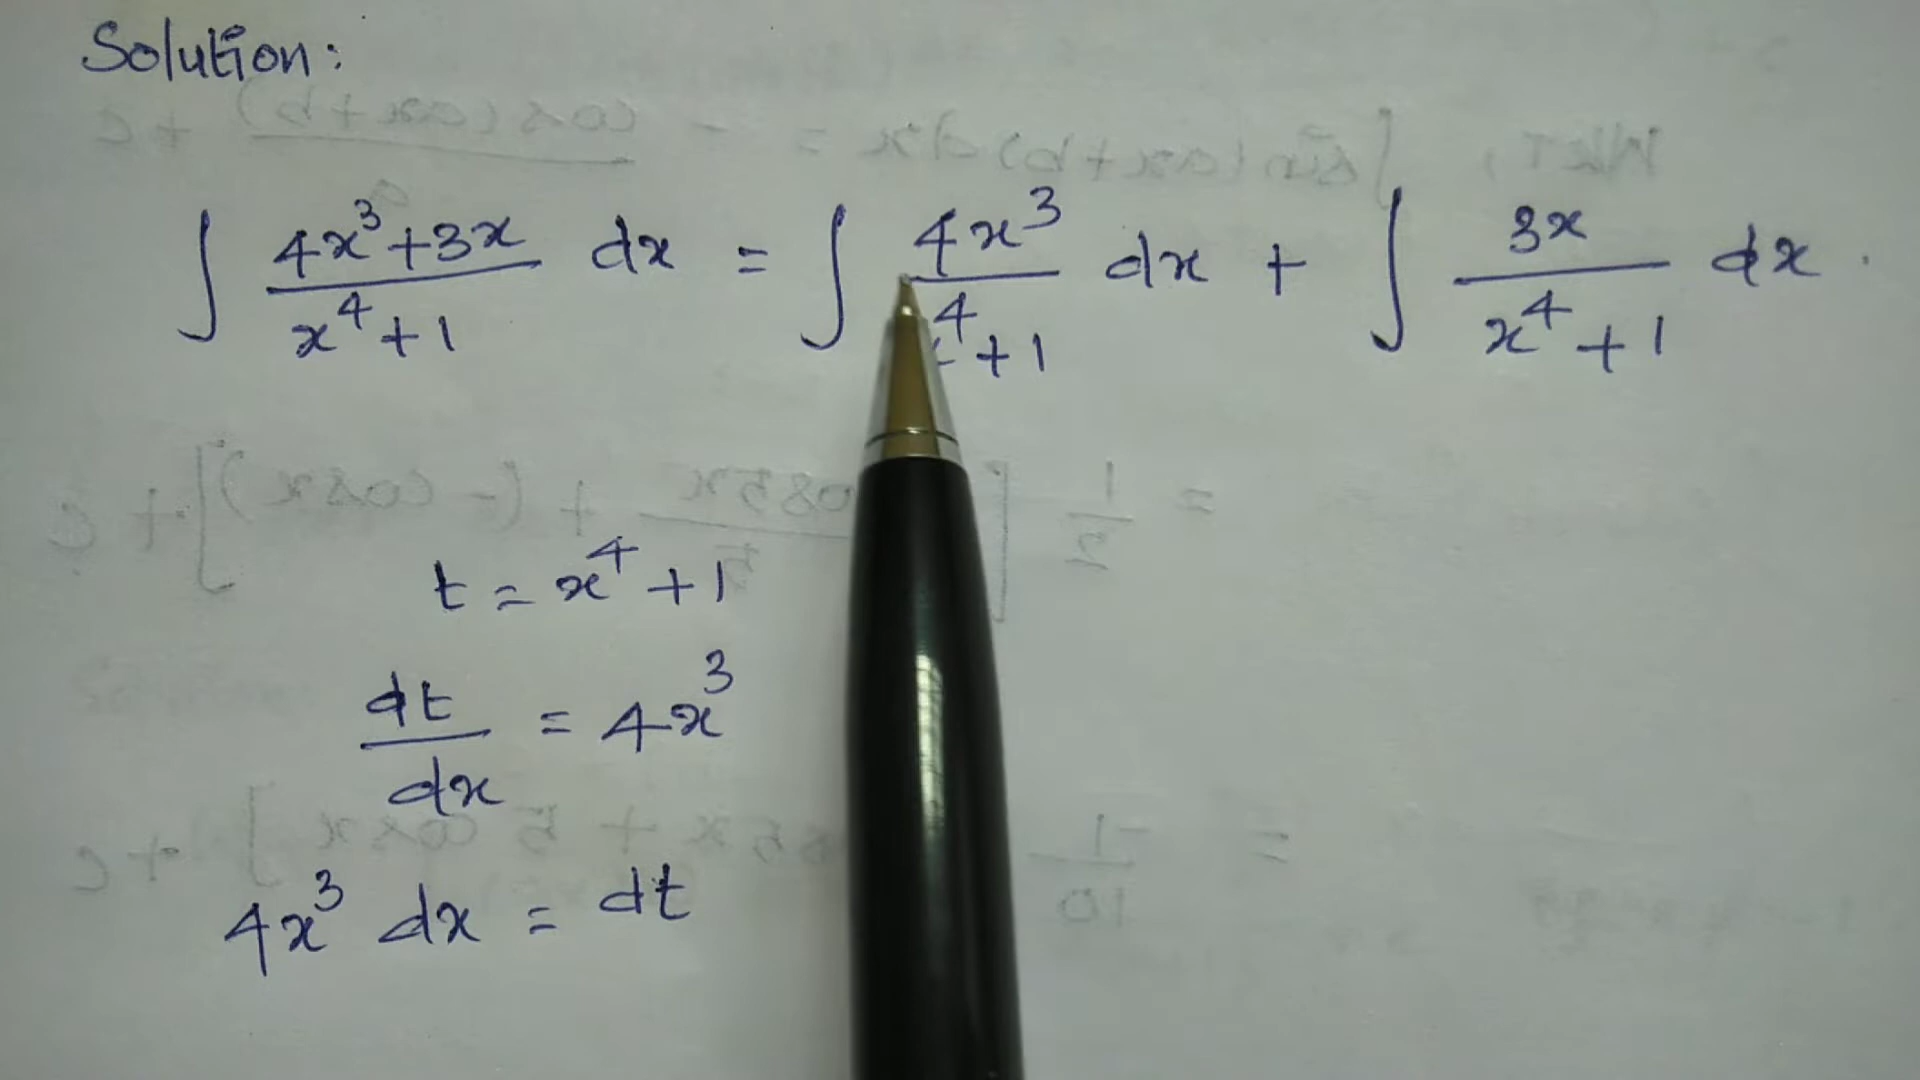 Solution:
∫ (4x³+3x)/(x⁴+1) dx = ∫ 4x³/( ⁴+1) dx + ∫ 3x/(x⁴+1) dx.
t = x⁴+1
dt/dx = 4x³
4x³ dx = dt